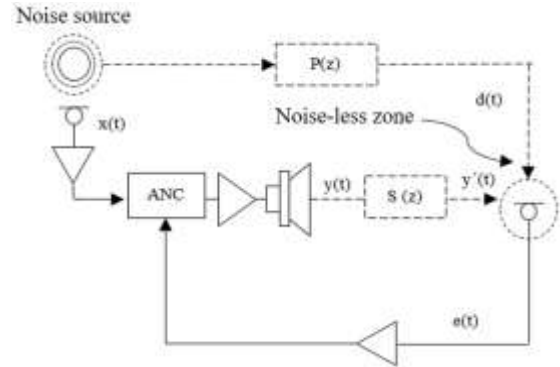 Noise source
P(z)
d(t)
x(t)
Noise-less zone
ANC
y(t)
S (z)
y´(t)
e(t)